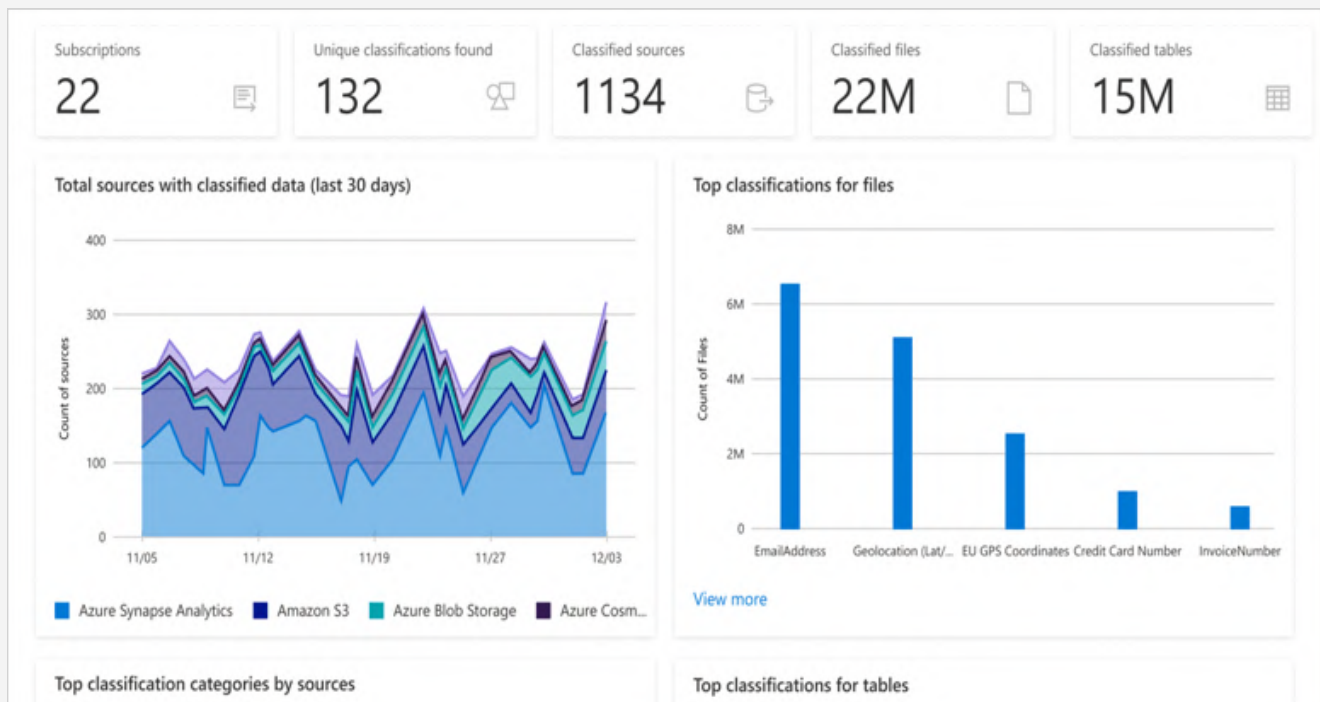 Subscriptions
22
Unique classifications found
132
Classified sources
1134
Classified files
22M
Classified tables
15M
Total sources with classified data (last 30 days)
Count of sources
400
300
200
100
0
11/05 11/12 11/19 11/27 12/03
Azure Synapse Analytics Amazon S3 Azure Blob Storage Azure Cosm...
Top classifications for files
Count of Files
8M
6M
4M
2M
0
EmailAddress Geolocation (Lat/... EU GPS Coordinates Credit Card Number InvoiceNumber
View more
Top classification categories by sources
Top classifications for tables